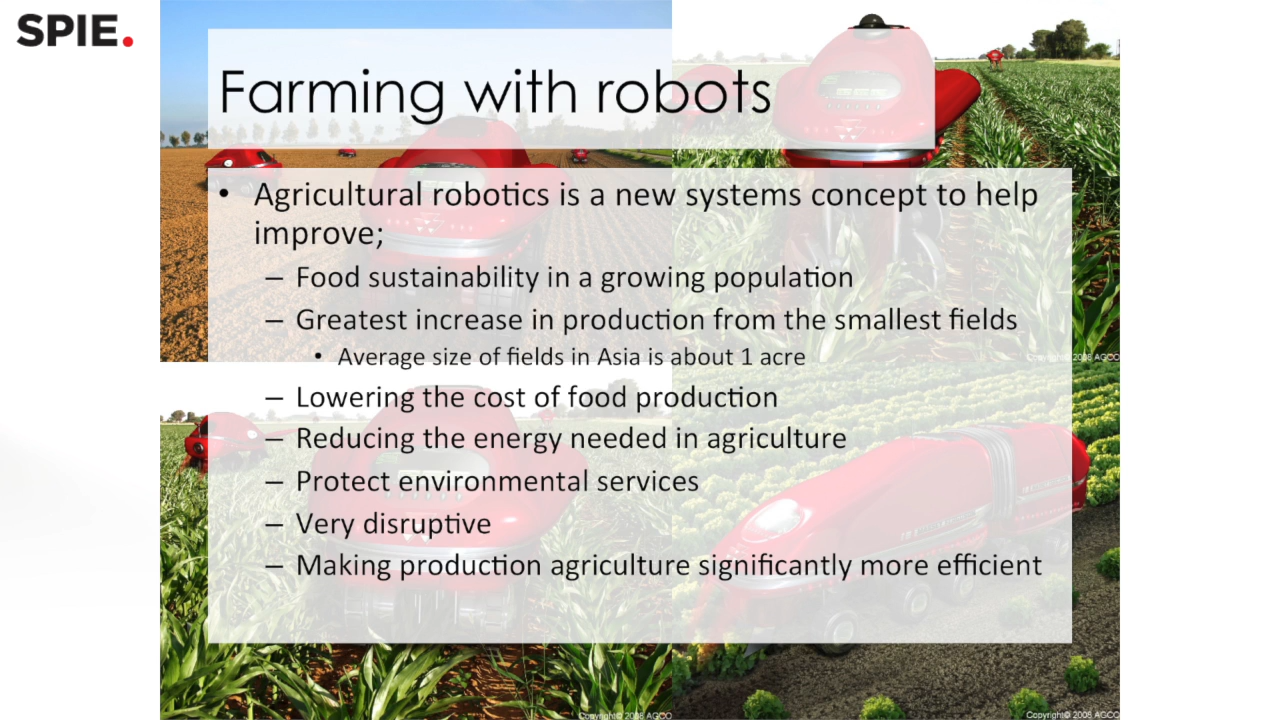 SPIE.
Farming with robots
• Agricultural robotics is a new systems concept to help
improve;
– Food sustainability in a growing population
– Greatest increase in production from the smallest fields
• Average size of fields in Asia is about 1 acre
– Lowering the cost of food production
– Reducing the energy needed in agriculture
– Protect environmental services
– Very disruptive
– Making production agriculture significantly more efficient
Copyright© 2008 AGCO
Copyright© 2008 AGCO
Copyright© 2008 AGCO